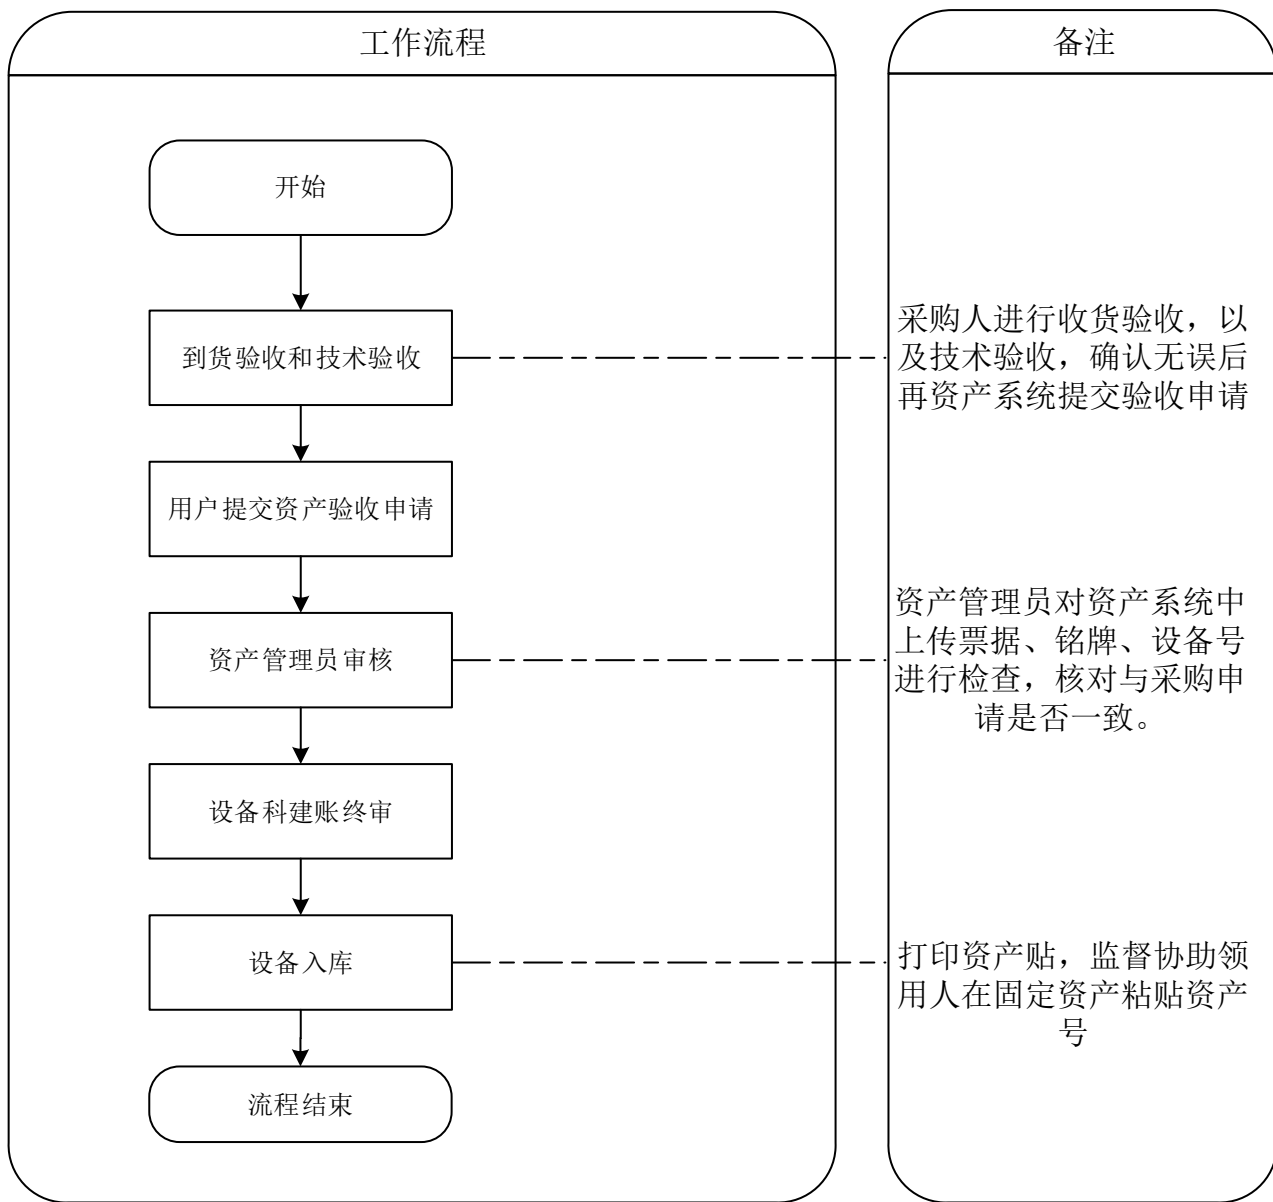 工作流程
开始
到货验收和技术验收
用户提交资产验收申请
资产管理员审核
设备科建账终审
设备入库
流程结束
备注
采购人进行收货验收，以
及技术验收，确认无误后
再资产系统提交验收申请
资产管理员对资产系统中
上传票据、铭牌、设备号
进行检查，核对与采购申
请是否一致。
打印资产贴，监督协助领
用人在固定资产粘贴资产
号